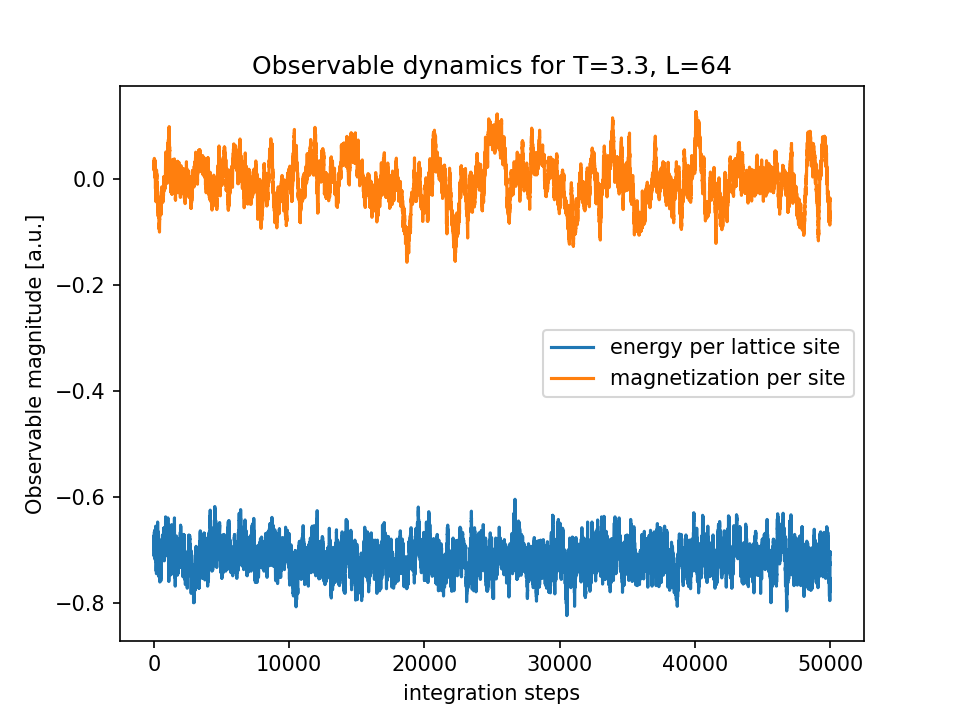 Observable dynamics for T=3.3, L=64
Observable magnitude [a.u.]
0.0
−0.2
−0.4
−0.6
−0.8
energy per lattice site
magnetization per site
0 10000 20000 30000 40000 50000
integration steps